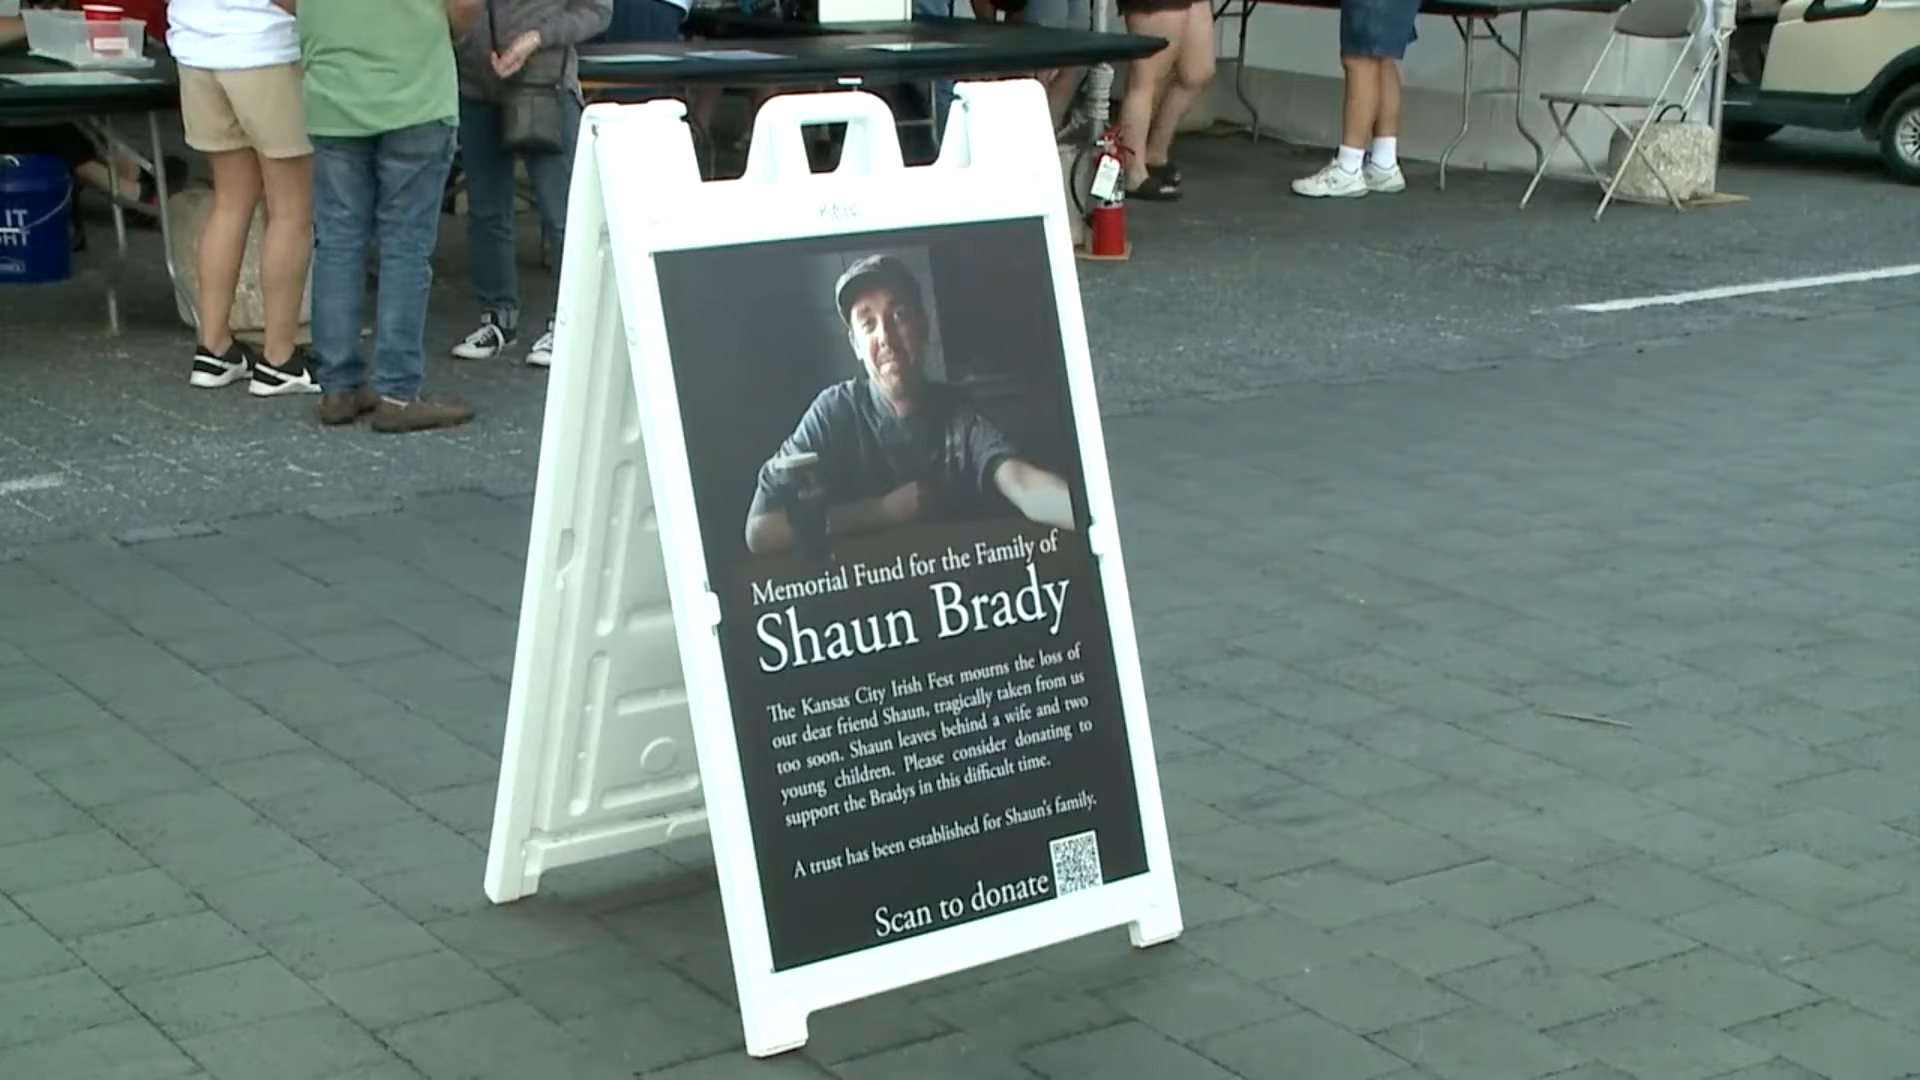 Memorial Fund for the Family of
Shaun Brady
The Kansas City Irish Fest mourns the loss of
our dear friend Shaun, tragically taken from us
too soon. Shaun leaves behind a wife and two
young children. Please consider donating to
support the Bradys in this difficult time.
A trust has been established for Shaun's family.
Scan to donate
IT